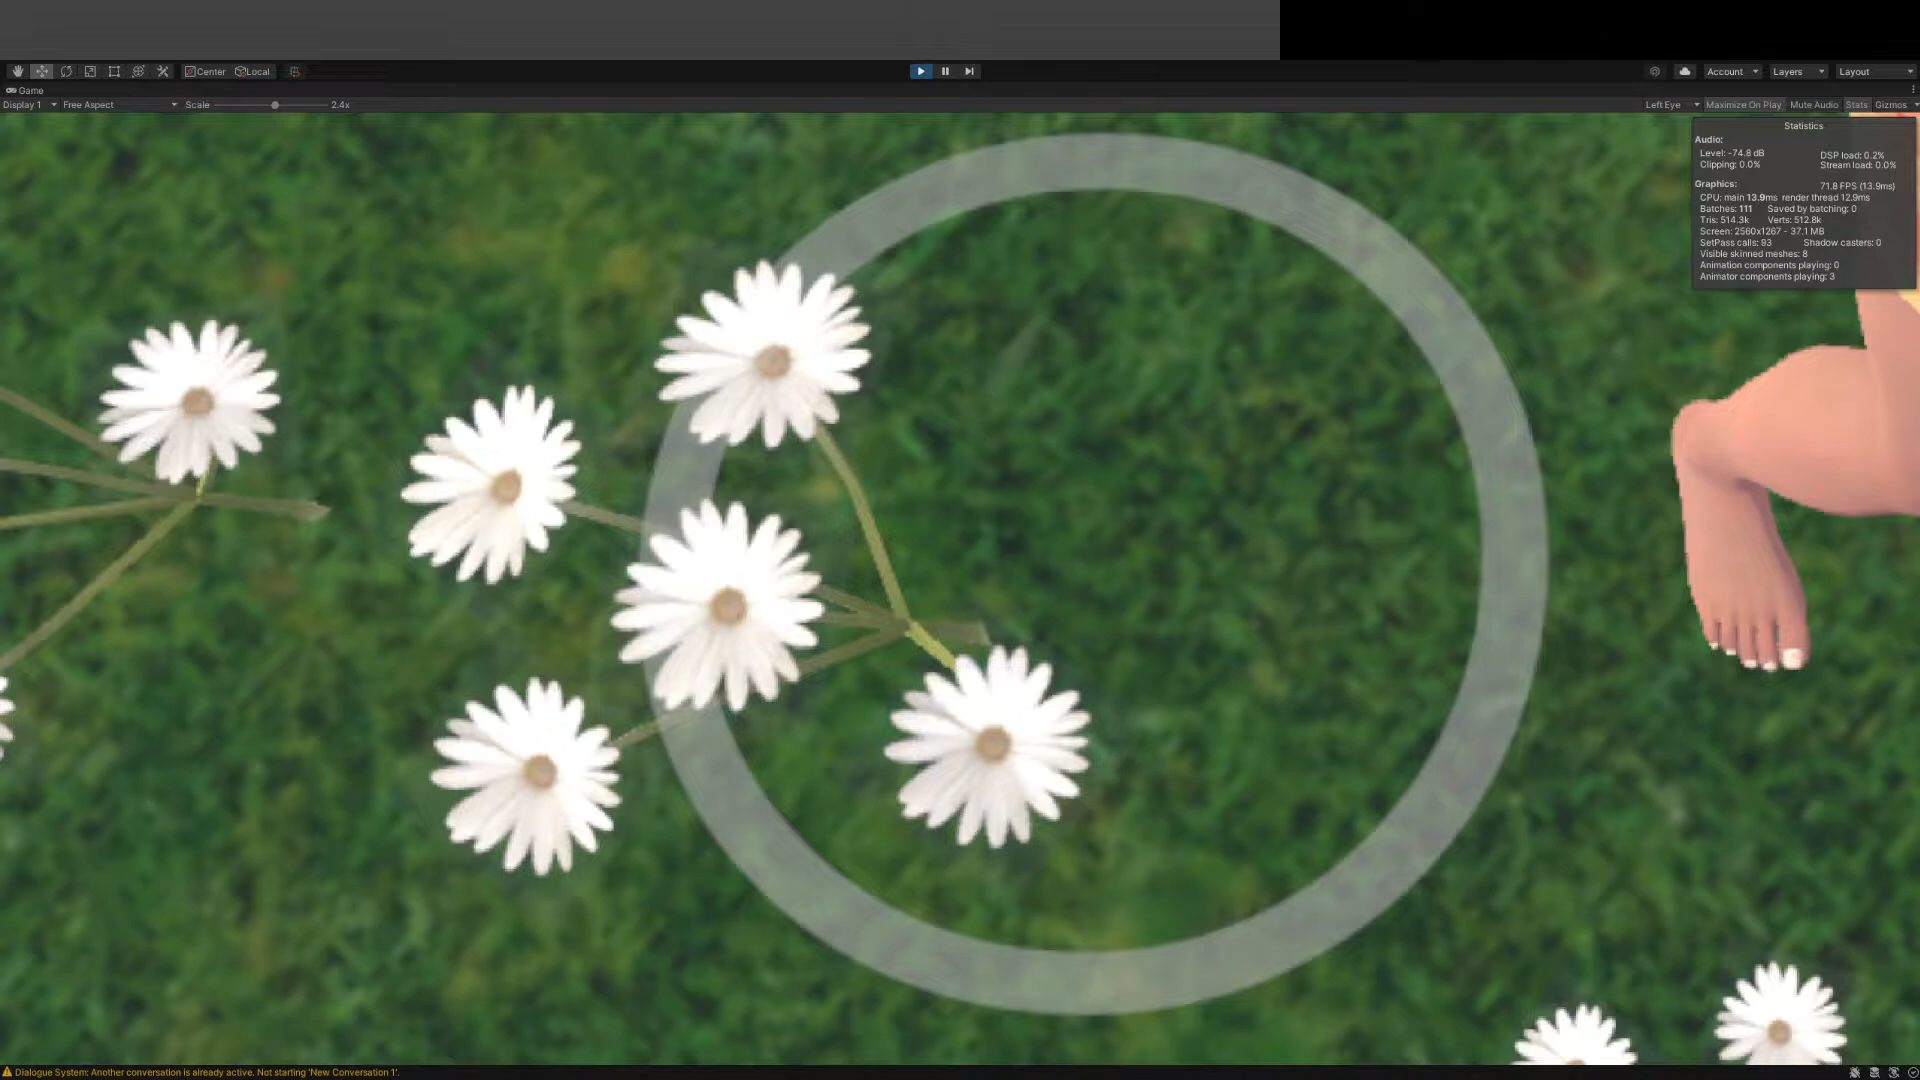 Center Local
Account Layers Layout
Game
Display 1 Free Aspect Scale 2.4x Left Eye Maximize On Play Mute Audio Stats Gizmos
Statistics
Audio:
Level: -74.8 dB DSP load: 0.2%
Clipping: 0.0% Stream load: 0.0%
Graphics: 71.8 FPS (13.9ms)
CPU: main 13.9ms render thread 12.9ms
Batches: 111 Saved by batching: 0
Tris: 514.3k Verts: 512.8k
Screen: 2560x1267 - 37.1 MB
SetPass calls: 93 Shadow casters: 0
Visible skinned meshes: 8
Animation components playing: 0
Animator components playing: 3
Dialogue System: Another conversation is already active. Not starting 'New Conversation 1'.